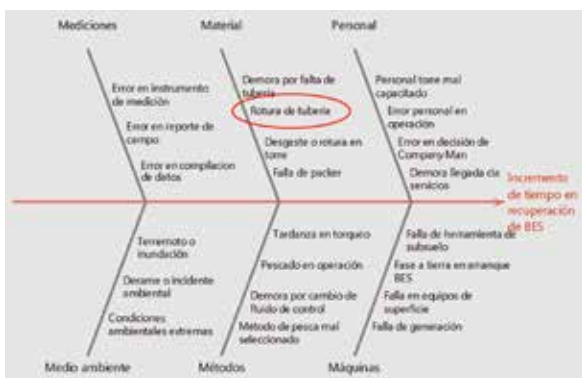 Mediciones
Material
Personal
Error en instrumento
de medición
Error en reporte de
campo
Error en compilacion
de datos
Demora por falta de
tubería
Rotura de tubería
Desgeste o rotura en
torre
Falla de packer
Personal torre mal
capacitado
Error personal en
operación
Error en decisión de
Company Man
Demora llegada cía
servicios
Incremento
de tiempo en
recuperación
de BES
Terremoto o
inundación
Derrame o incidente
ambiental
Condiciones
ambientales extremas
Tardanza en torqueo
Pescado en operación
Demora por cambio de
fluido de control
Método de pesca mal
seleccionado
Falla de herramienta de
subsuelo
Fase a tierra en arranque
BES
Falla en equipos de
superficie
Falla de generación
Medio ambiente
Métodos
Máquinas